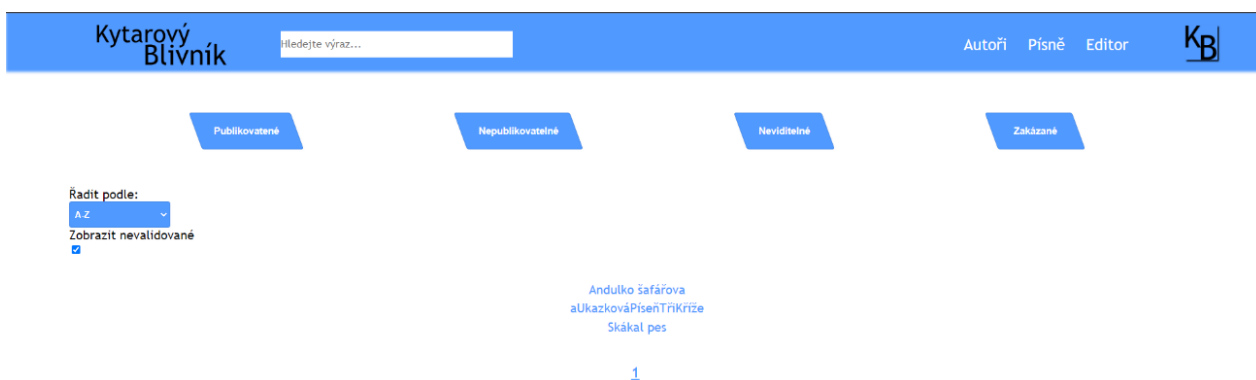 Kytarový
Blivník
Hledejte výraz...
Autoři Písně Editor
KB
Publikovatené Nepublikovatelné Neviditelné Zakázané
Řadit podle:
A-Z
Zobrazit nevalidované
Andulko šafářova
aUkazkováPíseňTřiKříže
Skákal pes
1